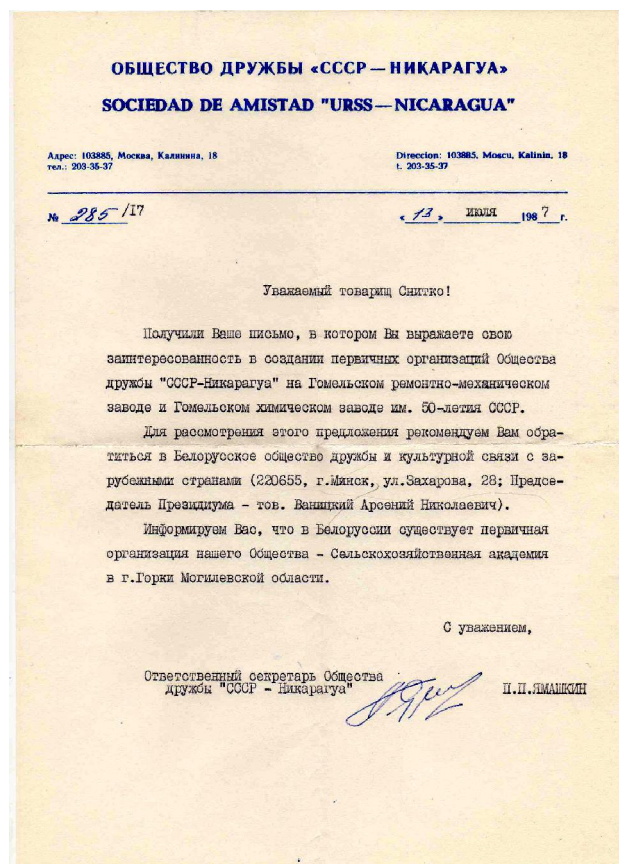 ОБЩЕСТВО ДРУЖБЫ «СССР — НИКАРАГУА»
SOCIEDAD DE AMISTAD "URSS—NICARAGUA"
Адрес: 103885, Москва, Калинина, 18
тел.: 203-35-37
Direccion: 103885, Moscu, Kalinin, 18
t. 203-35-37
№ 285/17
« 13 » июля 1987 г.
Уважаемый товарищ Снитко!
Получили Ваше письмо, в котором Вы выражаете свою
заинтересованность в создании первичных организаций Общества
дружбы "СССР-Никарагуа" на Гомельском ремонтно-механическом
заводе и Гомельском химическом заводе им. 50-летия СССР.
Для рассмотрения этого предложения рекомендуем Вам обра-
титься в Белорусское общество дружбы и культурной связи с за-
рубежными странами (220655, г.Минск, ул.Захарова, 28; Предсе-
датель Президиума - тов. Ваницкий Арсений Николаевич).
Информируем Вас, что в Белоруссии существует первичная
организация нашего Общества - Сельскохозяйственная академия
в г.Горки Могилевской области.
С уважением,
Ответственный секретарь Общества
дружбы "СССР - Никарагуа"
П.П.ЯМАШКИН